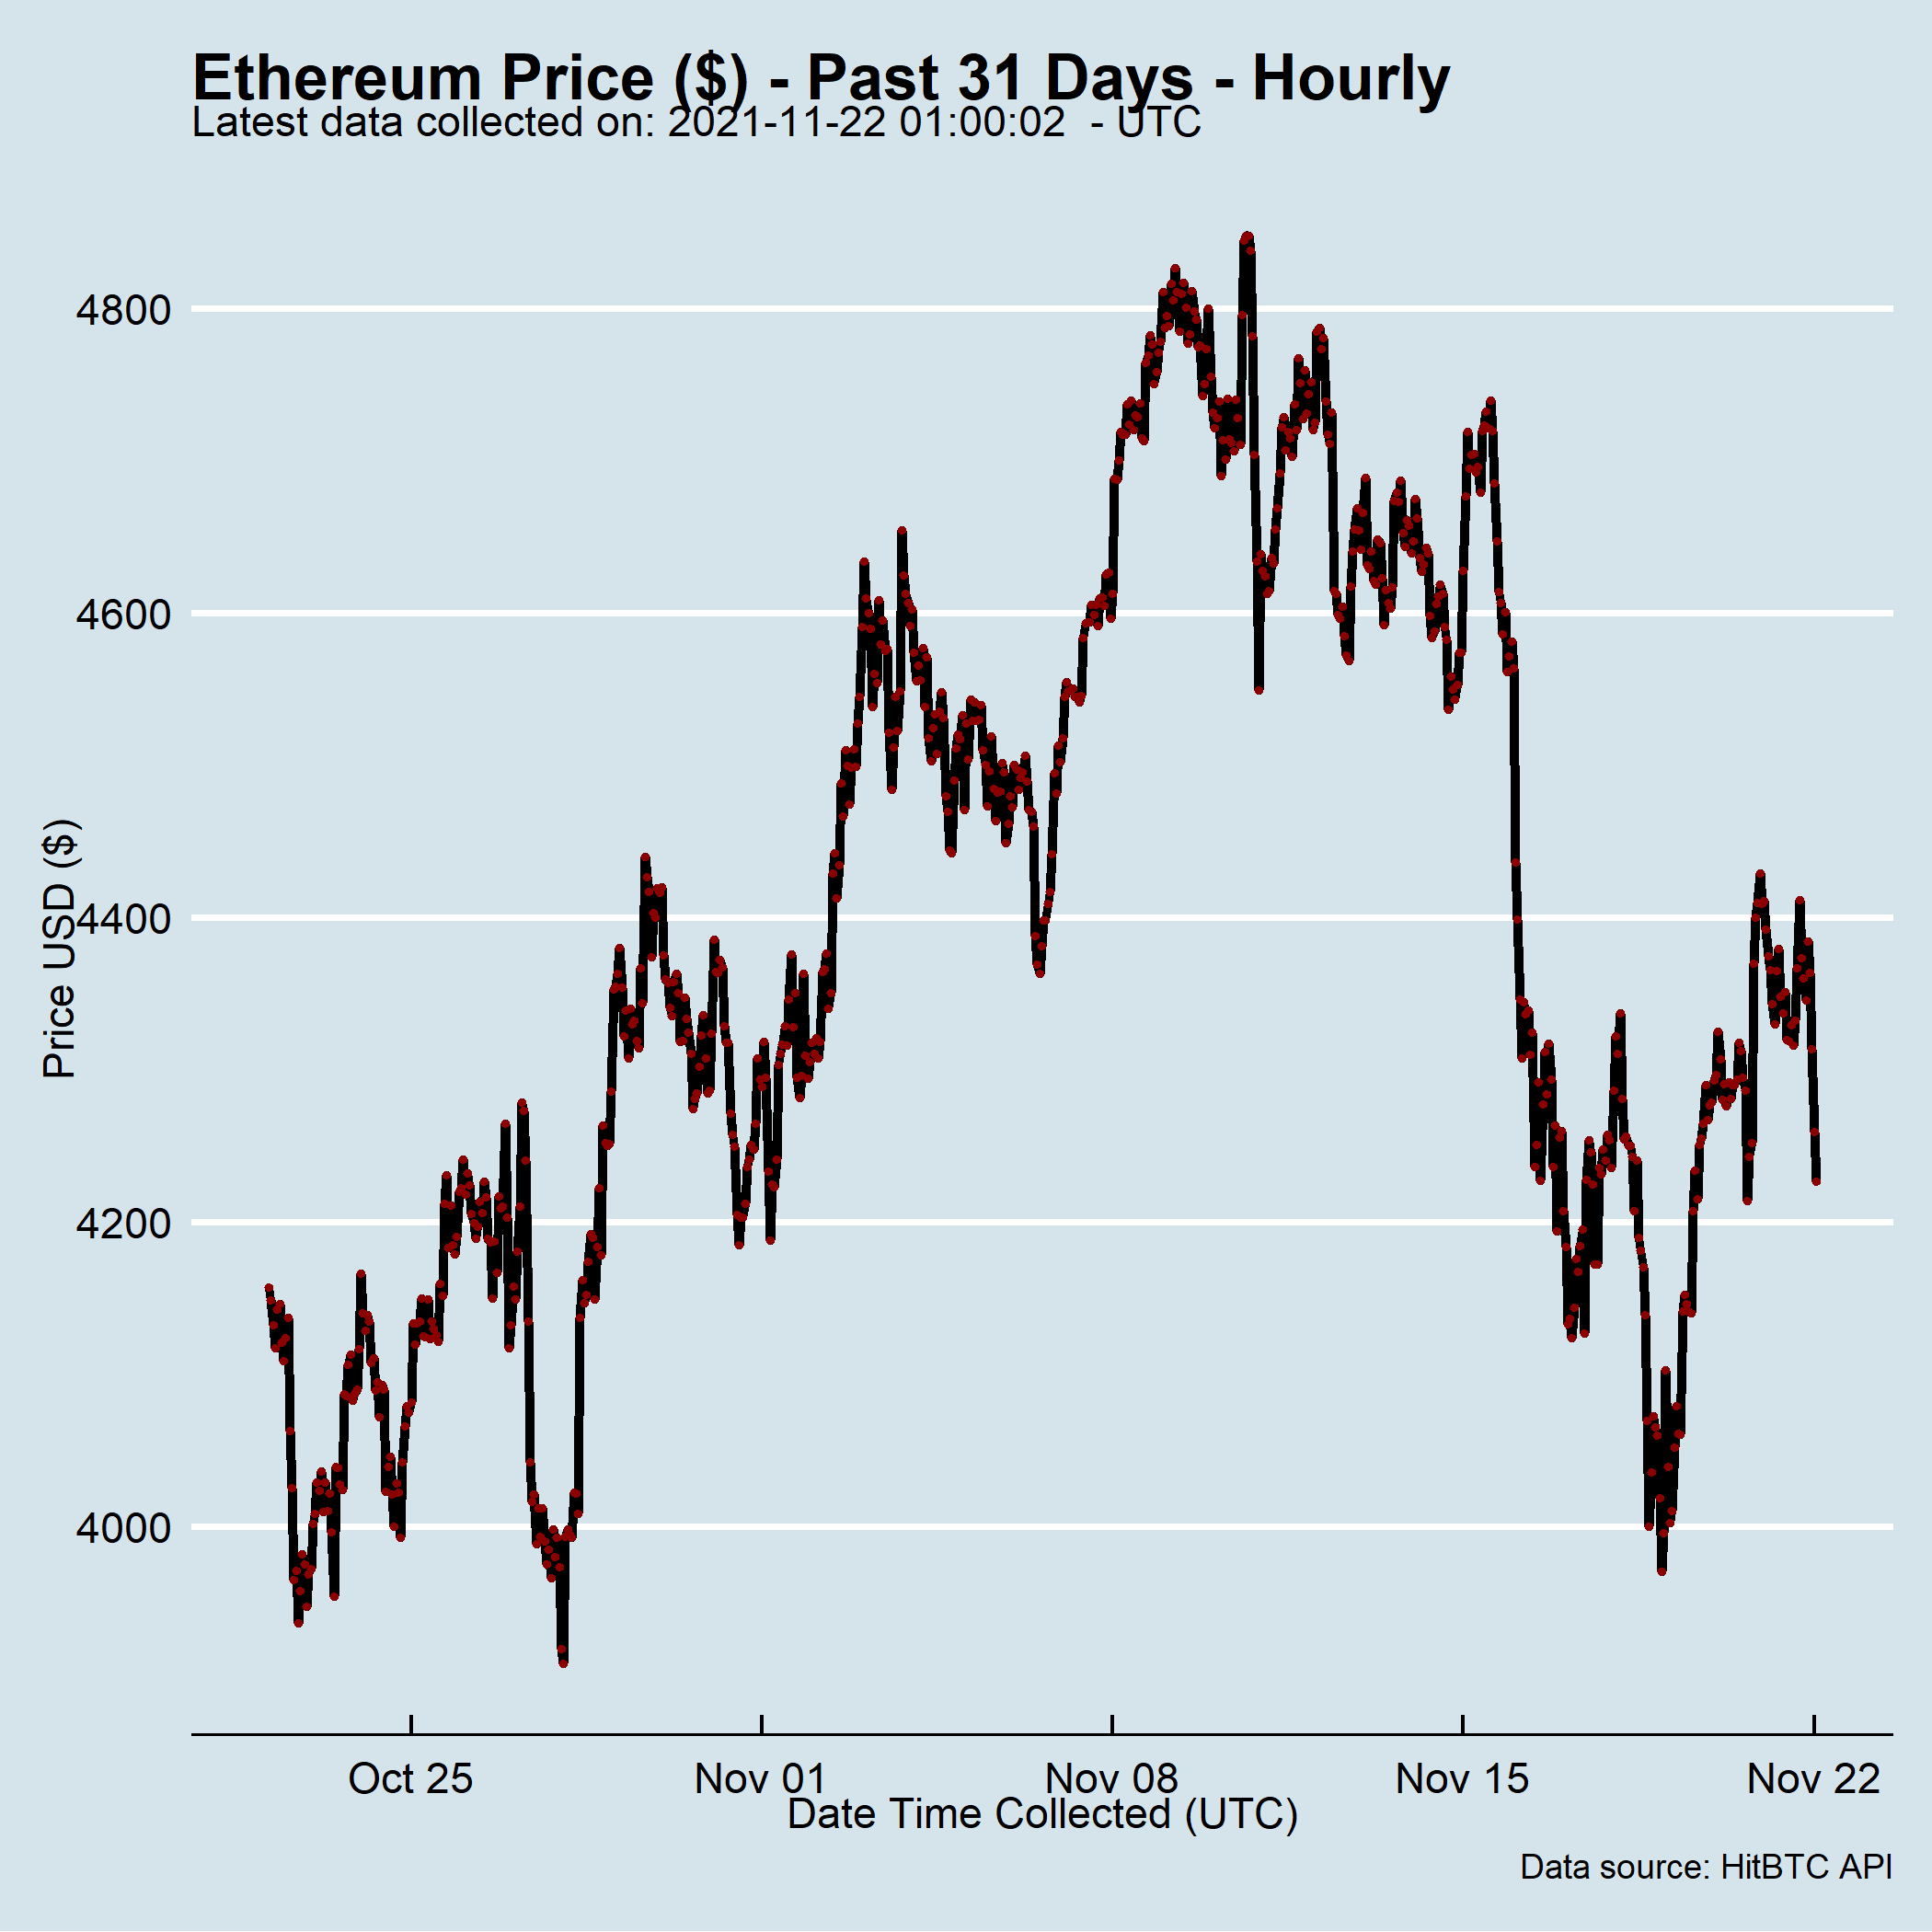 Ethereum Price ($) - Past 31 Days - Hourly
Latest data collected on: 2021-11-22 01:00:02  - UTC
Price USD ($)
4800
4600
4400
4200
4000
Oct 25
Nov 01
Nov 08
Nov 15
Nov 22
Date Time Collected (UTC)
Data source: HitBTC API